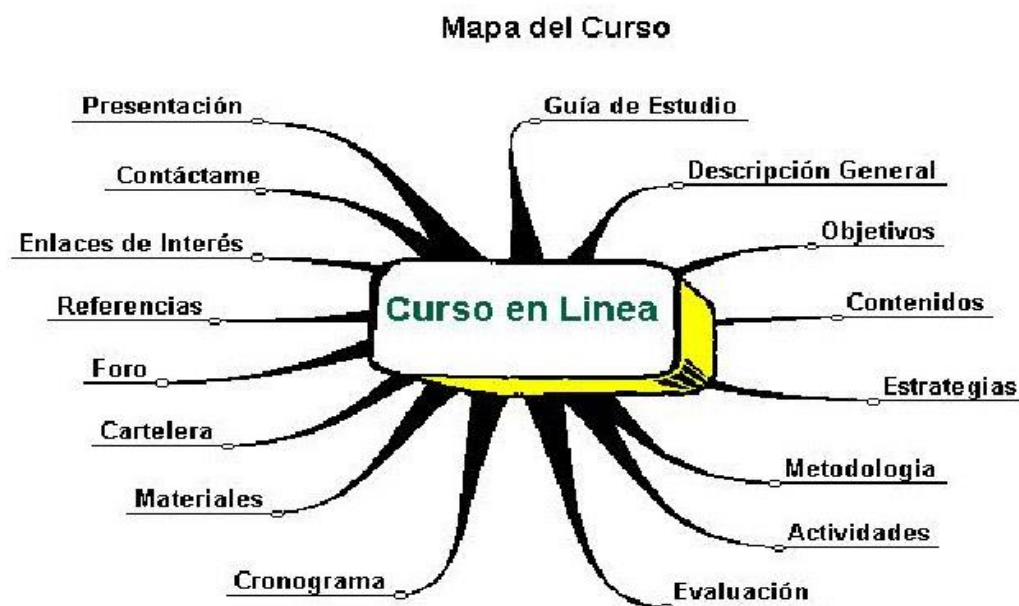 Mapa del Curso
Presentación
Guía de Estudio
Contáctame
Descripción General
Enlaces de Interés
Objetivos
Referencias
Curso en Linea
Contenidos
Foro
Estrategias
Cartelera
Metodologia
Materiales
Actividades
Cronograma
Evaluación